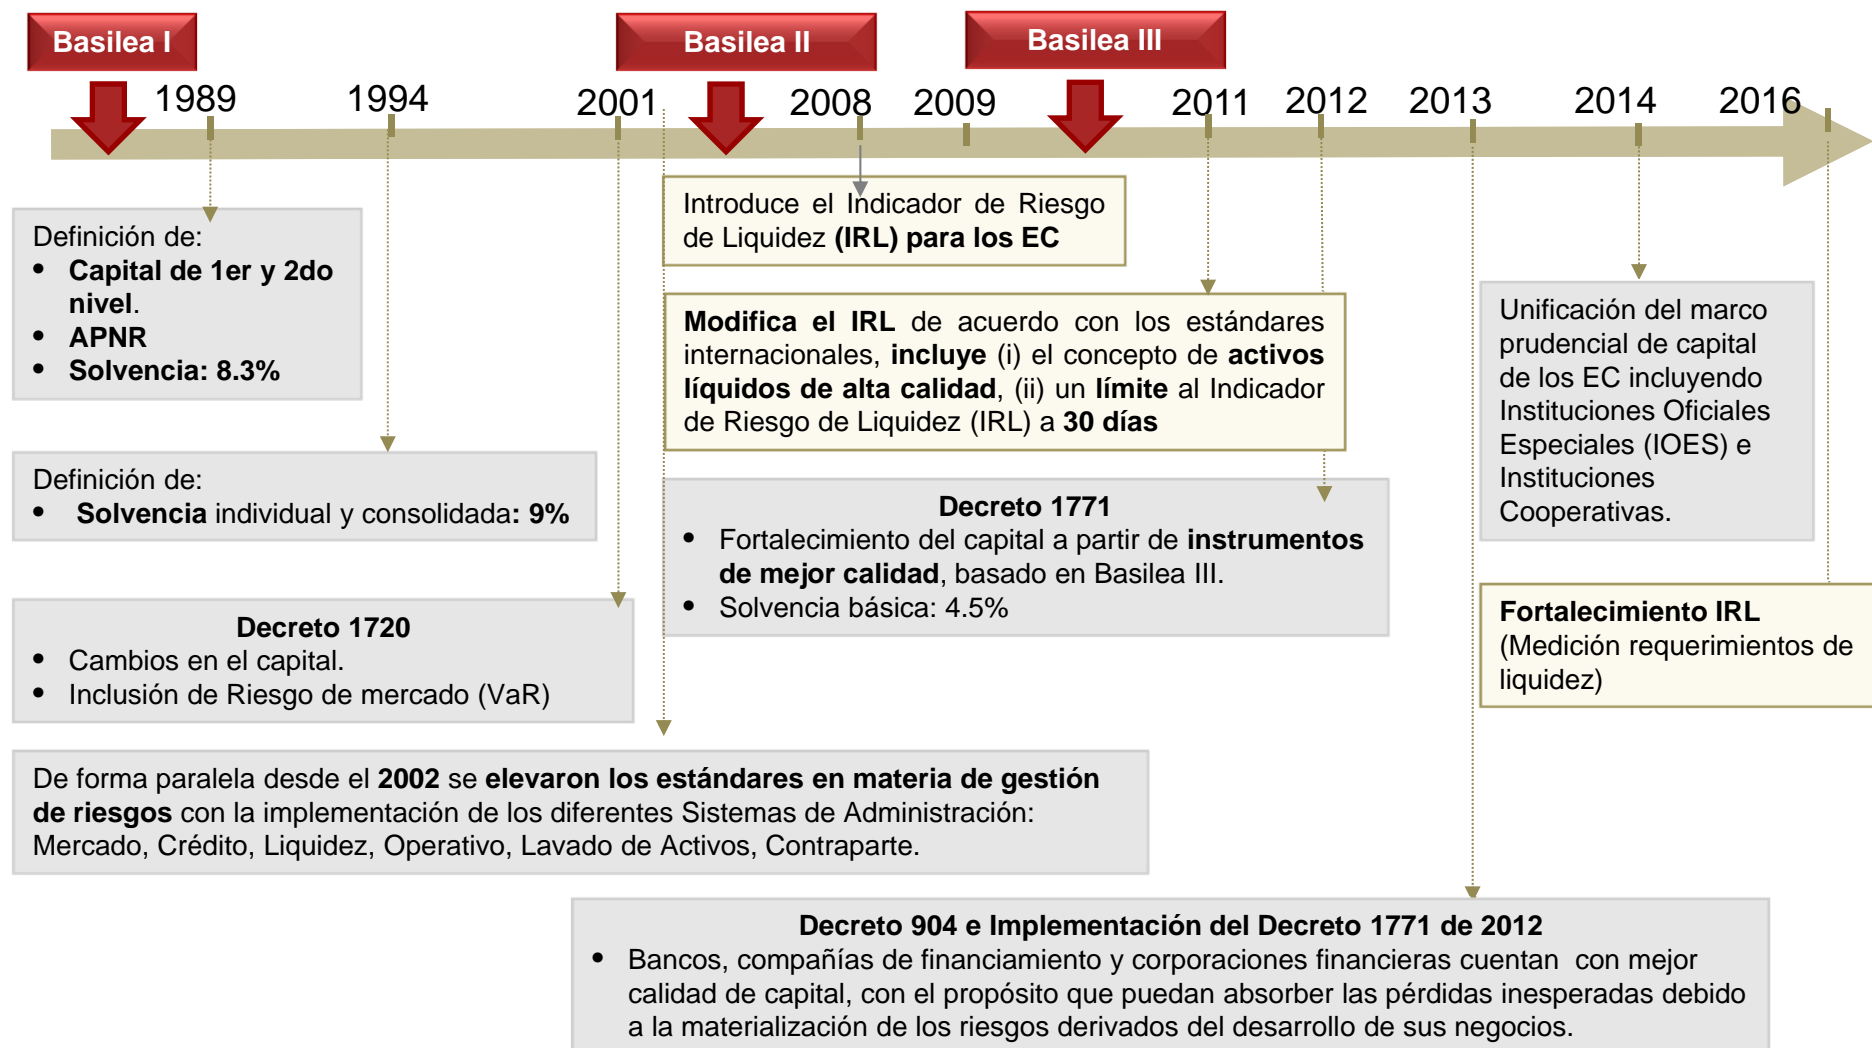 Basilea I
Basilea II
Basilea III
1989
1994
2001
2008
2009
2011
2012
2013
2014
2016
Definición de:
• Capital de 1er y 2do
nivel.
• APNR
• Solvencia: 8.3%
Definición de:
• Solvencia individual y consolidada: 9%
Decreto 1720
• Cambios en el capital.
• Inclusión de Riesgo de mercado (VaR)
De forma paralela desde el 2002 se elevaron los estándares en materia de gestión
de riesgos con la implementación de los diferentes Sistemas de Administración:
Mercado, Crédito, Liquidez, Operativo, Lavado de Activos, Contraparte.
Introduce el Indicador de Riesgo
de Liquidez (IRL) para los EC
Modifica el IRL de acuerdo con los estándares
internacionales, incluye (i) el concepto de activos
líquidos de alta calidad, (ii) un límite al Indicador
de Riesgo de Liquidez (IRL) a 30 días
Decreto 1771
• Fortalecimiento del capital a partir de instrumentos
de mejor calidad, basado en Basilea III.
• Solvencia básica: 4.5%
Decreto 904 e Implementación del Decreto 1771 de 2012
• Bancos, compañías de financiamiento y corporaciones financieras cuentan con mejor
calidad de capital, con el propósito que puedan absorber las pérdidas inesperadas debido
a la materialización de los riesgos derivados del desarrollo de sus negocios.
Unificación del marco
prudencial de capital
de los EC incluyendo
Instituciones Oficiales
Especiales (IOES) e
Instituciones
Cooperativas.
Fortalecimiento IRL
(Medición requerimientos de
liquidez)